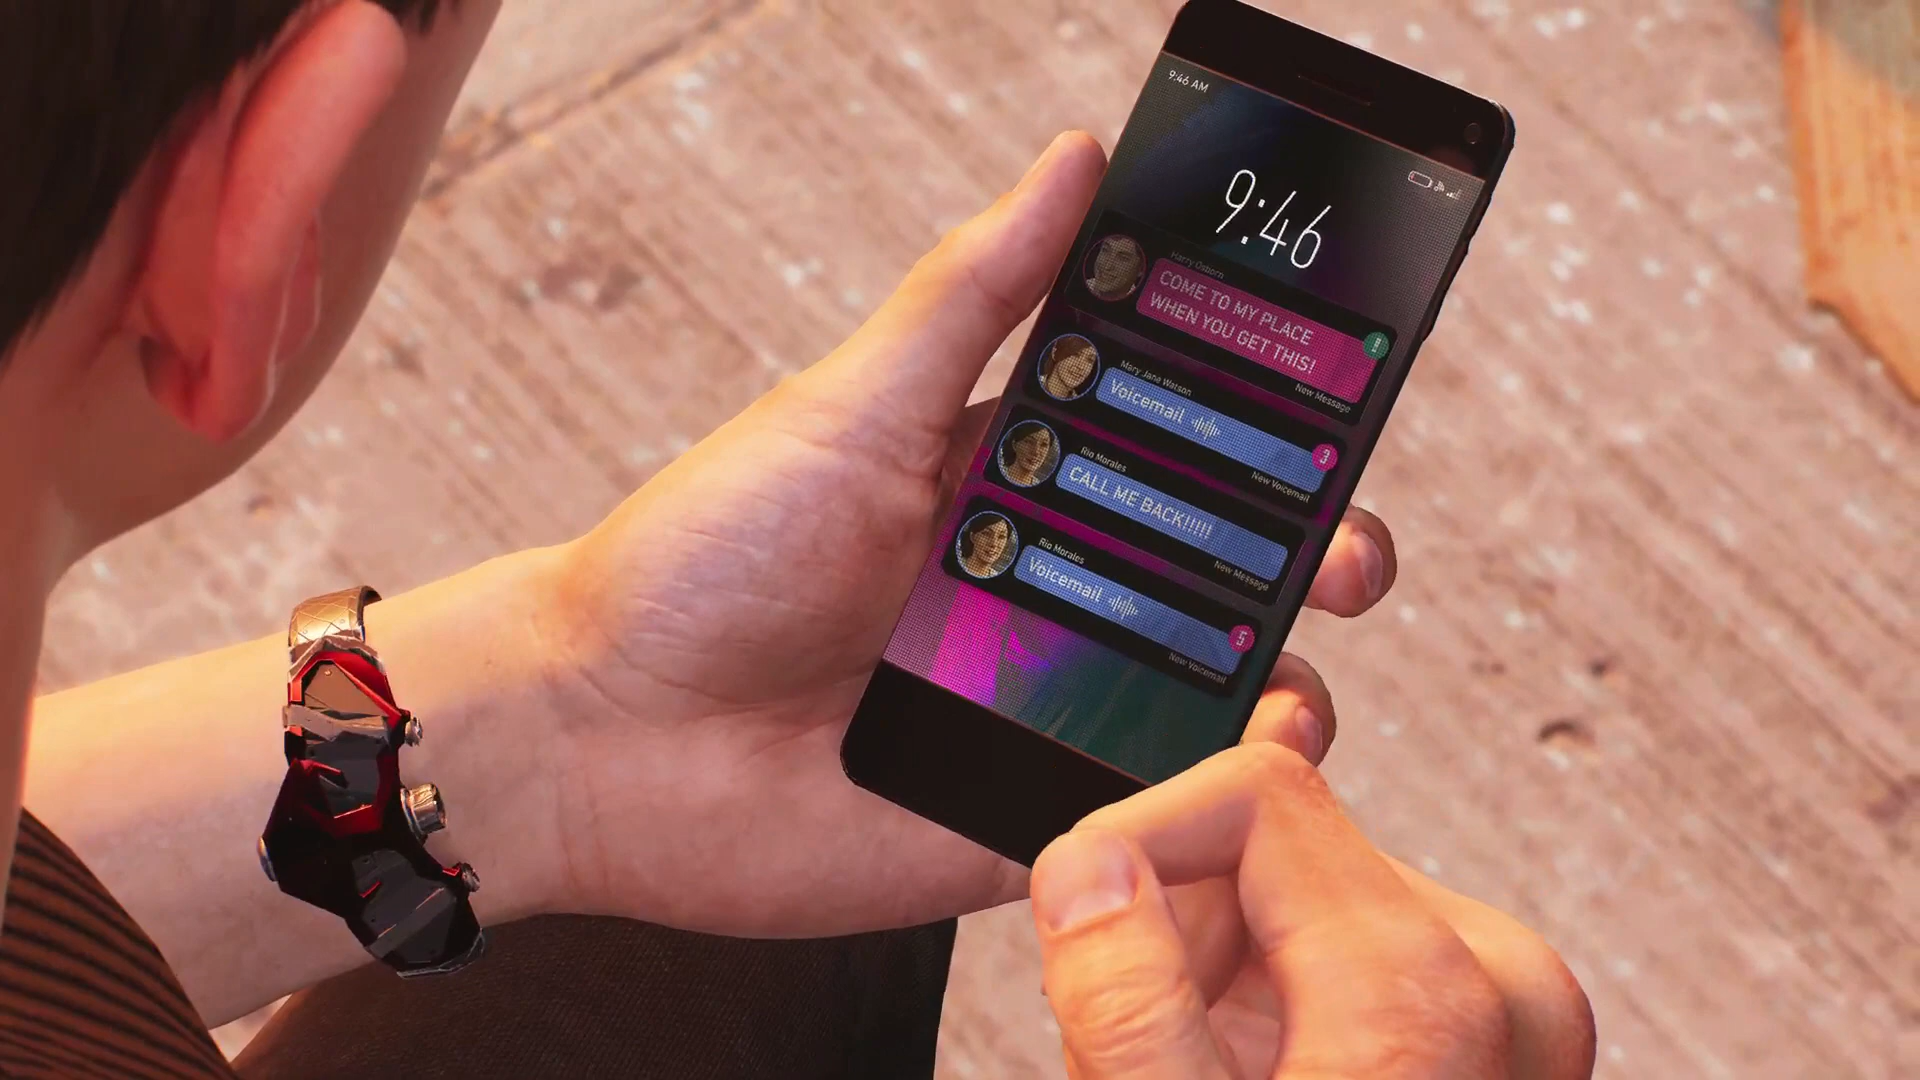 9:46 AM
9:46
Harry Osborn
COME TO MY PLACE
WHEN YOU GET THIS!
!
New Message
Mary Jane Watson
Voicemail
3
New Voicemail
Rio Morales
CALL ME BACK!!!!!
New Message
Rio Morales
Voicemail
5
New Voicemail